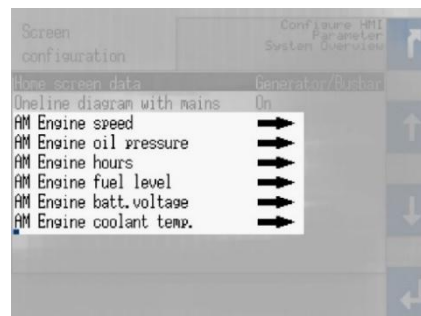 Screen
configuration
Configure HMI
Parameter
System Overview
Home screen data Generator/Busbar
Oneline diagram with mains On
AM Engine speed
AM Engine oil pressure
AM Engine hours
AM Engine fuel level
AM Engine batt.voltage
AM Engine coolant temp.